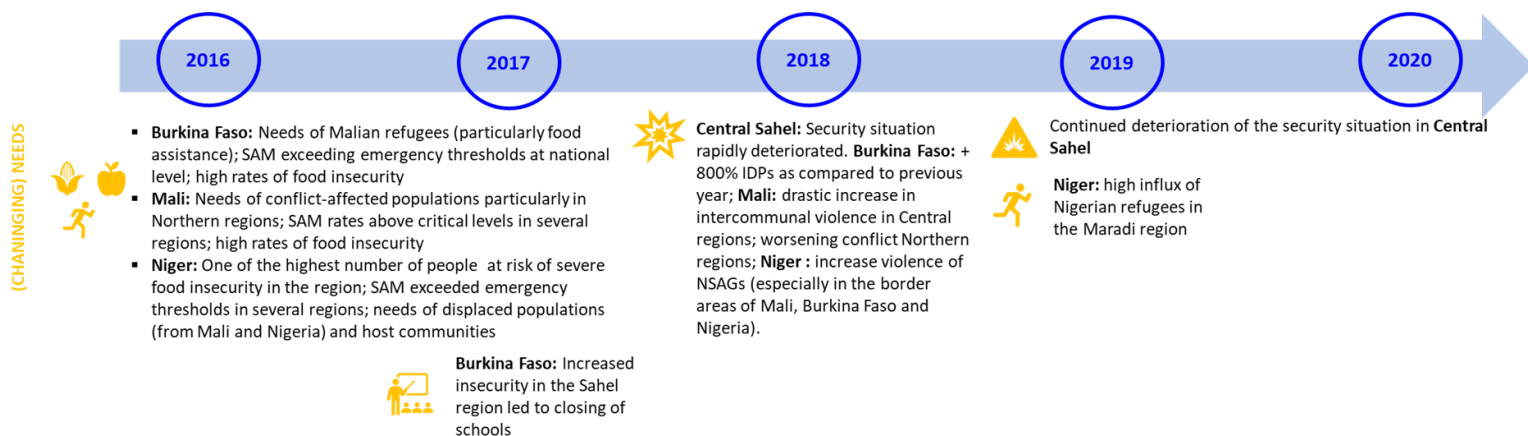 2016
2017
2018
2019
2020
(CHANINGING) NEEDS
▪ Burkina Faso: Needs of Malian refugees (particularly food
assistance); SAM exceeding emergency thresholds at national
level; high rates of food insecurity
▪ Mali: Needs of conflict-affected populations particularly in
Northern regions; SAM rates above critical levels in several
regions; high rates of food insecurity
▪ Niger: One of the highest number of people at risk of severe
food insecurity in the region; SAM exceeded emergency
thresholds in several regions; needs of displaced populations
(from Mali and Nigeria) and host communities
Burkina Faso: Increased
insecurity in the Sahel
region led to closing of
schools
Central Sahel: Security situation
rapidly deteriorated. Burkina Faso: +
800% IDPs as compared to previous
year; Mali: drastic increase in
intercommunal violence in Central
regions; worsening conflict Northern
regions; Niger : increase violence of
NSAGs (especially in the border
areas of Mali, Burkina Faso and
Nigeria).
Continued deterioration of the security situation in Central
Sahel
Niger: high influx of
Nigerian refugees in
the Maradi region